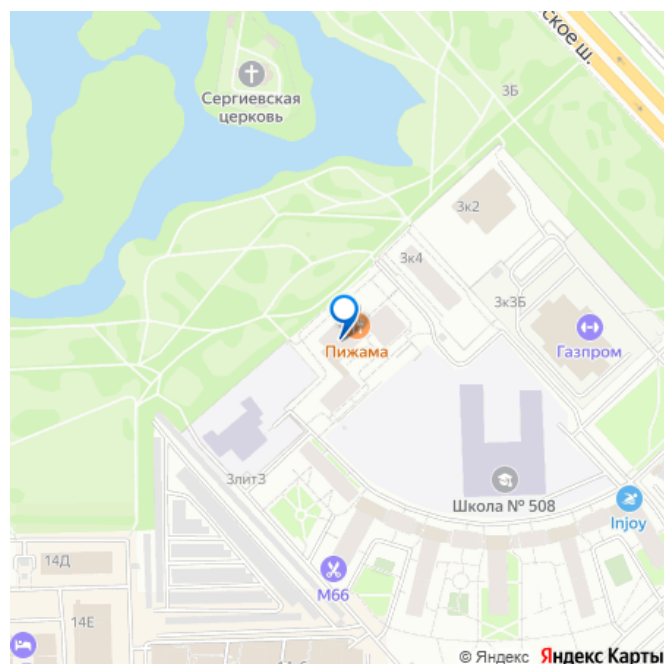 ское ш.
3Б
Сергиевская
церковь
3к2
3к4
3к3Б
Пижама
Газпром
3лит3
Школа № 508
Injoy
14Д
М66
14Е
© Яндекс Яндекс Карты